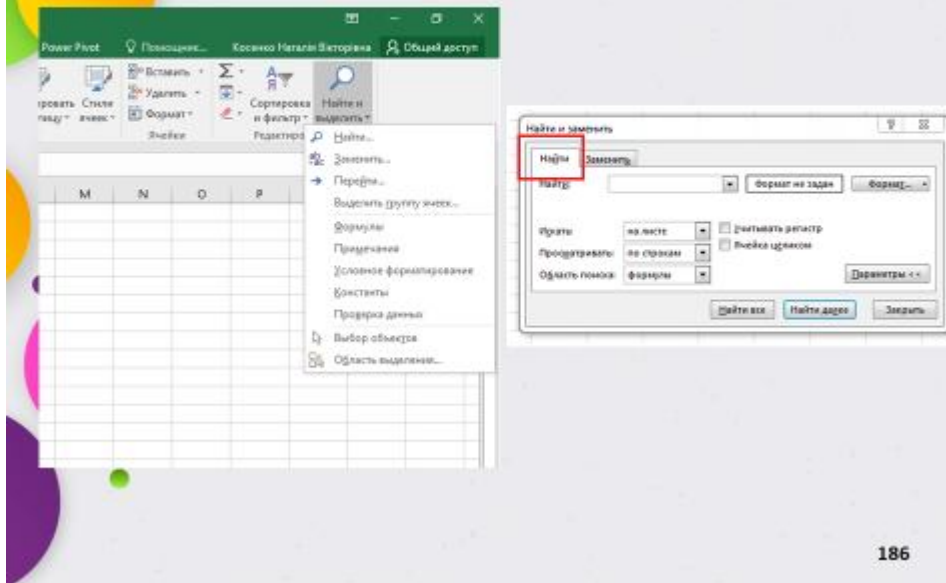 Power Pivot
Помощник...
Косенко Наталія Вікторівна
Общий доступ
Стили
ячеек
Вставить
Удалить
Формат
Ячейки
Сортировка
и фильтр
Найти и
выделить
Найти...
Заменить...
Перейти...
Выделить группу ячеек...
Формулы
Примечания
Условное форматирование
Константы
Проверка данных
Выбор объектов
Область выделения...
M N O P
Найти и заменить
Найти
Заменить
Найти:
Формат не задан
Формат...
Искать: на листе
Учитывать регистр
Просматривать: по строкам
Ячейка целиком
Область поиска: формулы
Параметры <<
Найти все
Найти далее
Закрыть
186